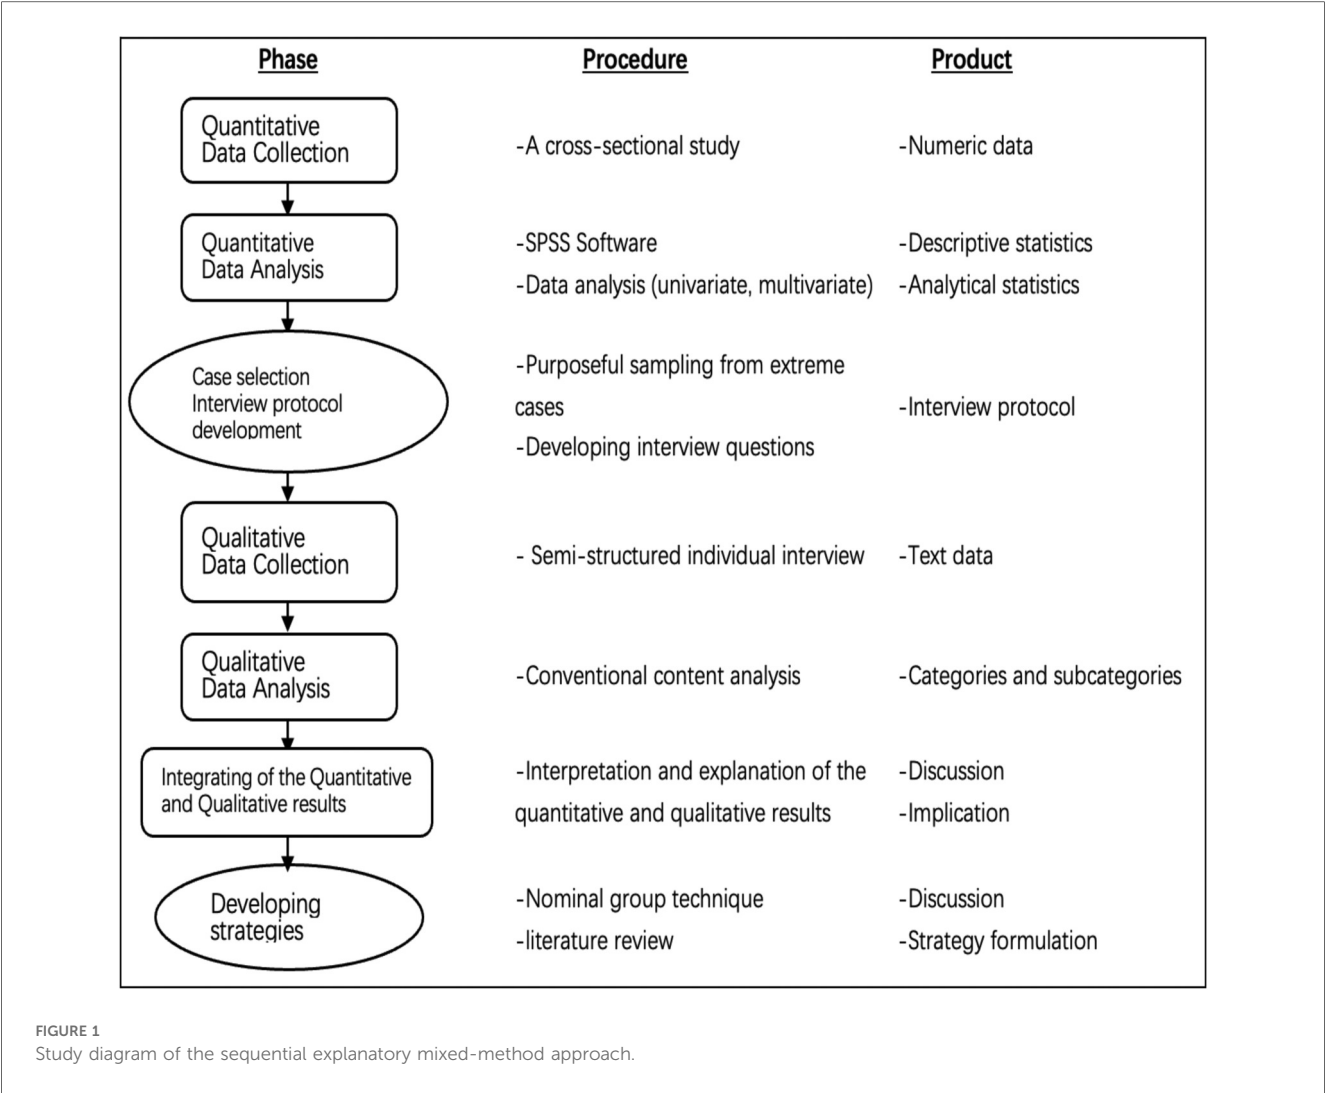 Phase Procedure Product
Quantitative
Data Collection
-A cross-sectional study
-Numeric data
Quantitative
Data Analysis
-SPSS Software
-Data analysis (univariate, multivariate)
-Descriptive statistics
-Analytical statistics
Case selection
Interview protocol
development
-Purposeful sampling from extreme
cases
-Developing interview questions
-Interview protocol
Qualitative
Data Collection
- Semi-structured individual interview
-Text data
Qualitative
Data Analysis
-Conventional content analysis
-Categories and subcategories
Integrating of the Quantitative
and Qualitative results
-Interpretation and explanation of the
quantitative and qualitative results
-Discussion
-Implication
Developing
strategies
-Nominal group technique
-literature review
-Discussion
-Strategy formulation
FIGURE 1
Study diagram of the sequential explanatory mixed-method approach.